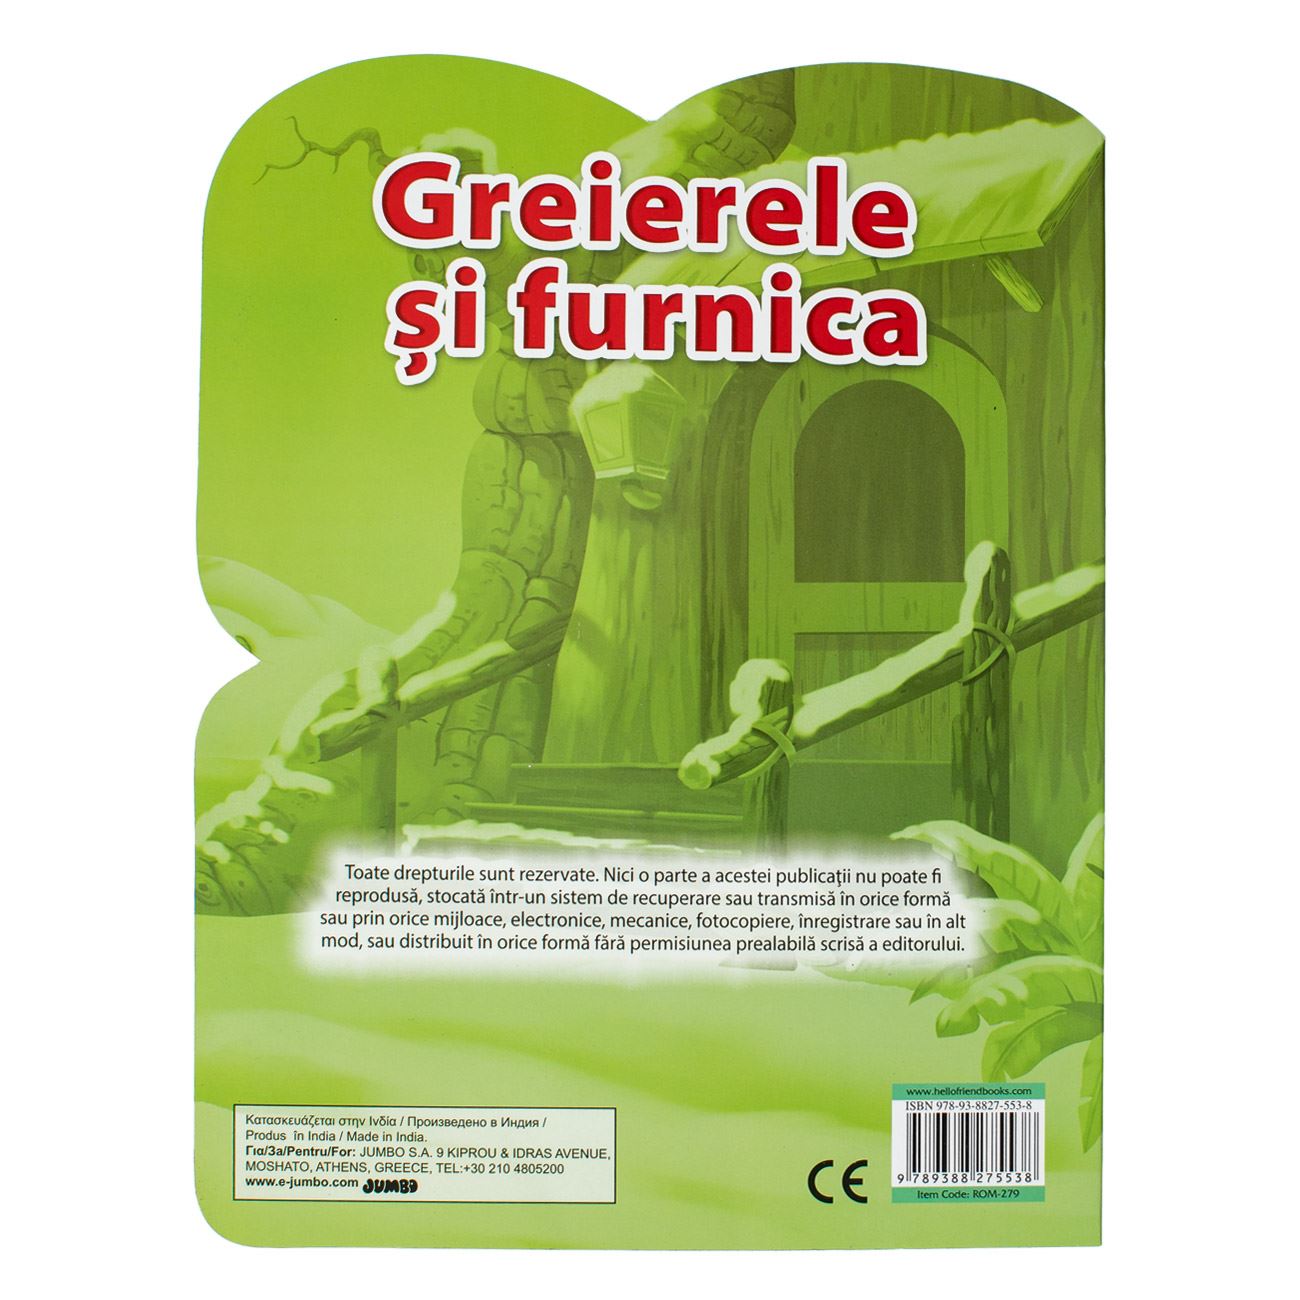 Greierele
și furnica
Toate drepturile sunt rezervate. Nici o parte a acestei publicaţii nu poate fi
reprodusă, stocată într-un sistem de recuperare sau transmisă în orice formă
sau prin orice mijloace, electronice, mecanice, fotocopiere, înregistrare sau în alt
mod, sau distribuit în orice formă fără permisiunea prealabilă scrisă a editorului.
Κατασκευάζεται στην Ινδία / Произведено в Индия /
Produs în India / Made in India.
Για/За/Pentru/For: JUMBO S.A. 9 KIPROU & IDRAS AVENUE,
MOSHATO, ATHENS, GREECE, TEL:+30 210 4805200
www.e-jumbo.com JUMBO
CE
www.hellofriendbooks.com
ISBN 978-93-8827-553-8
9 789388 275538
Item Code: ROM-279